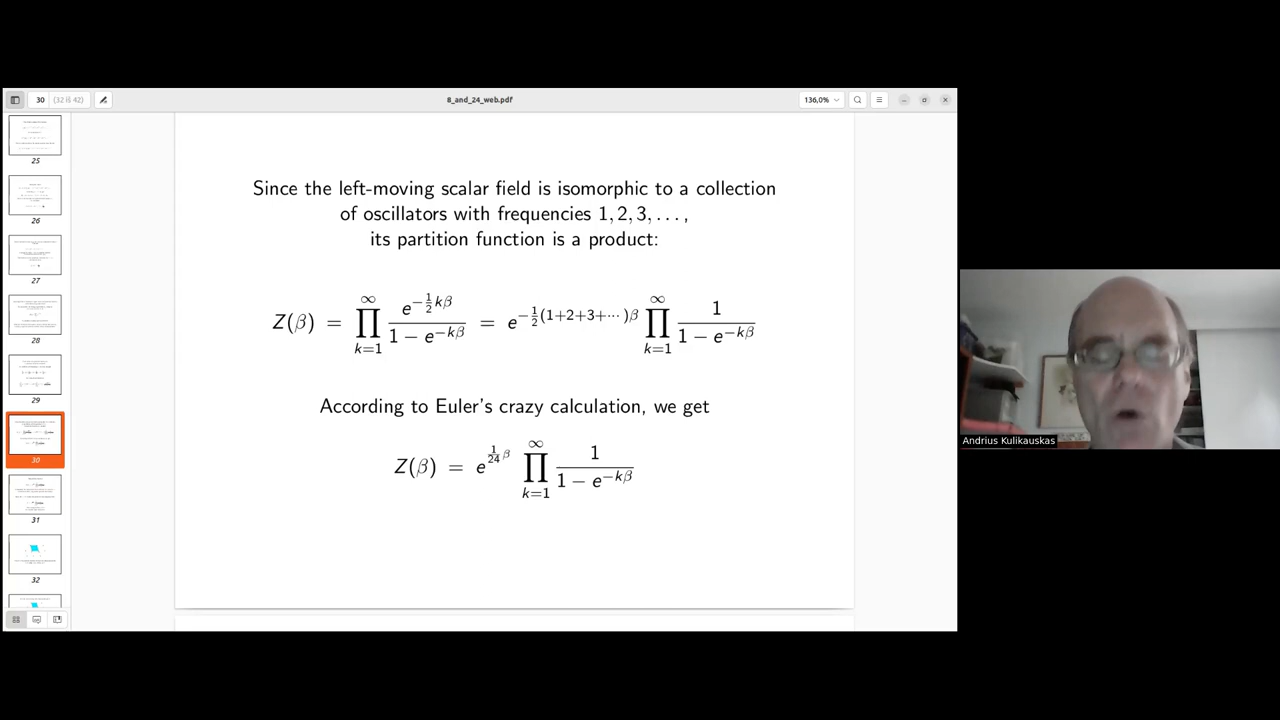 30 (32 iš 42)
8_and_24_web.pdf
136,0%
25
26
27
28
29
30
31
32
Since the left-moving scalar field is isomorphic to a collection
of oscillators with frequencies 1, 2, 3, . . . ,
its partition function is a product:
Z(β) = ∏_{k=1}^{∞} e^{−½kβ} / (1 − e^{−kβ}) = e^{−½(1+2+3+⋯)β} ∏_{k=1}^{∞} 1 / (1 − e^{−kβ})
According to Euler's crazy calculation, we get
Z(β) = e^{1/24 β} ∏_{k=1}^{∞} 1 / (1 − e^{−kβ})
Andrius Kulikauskas